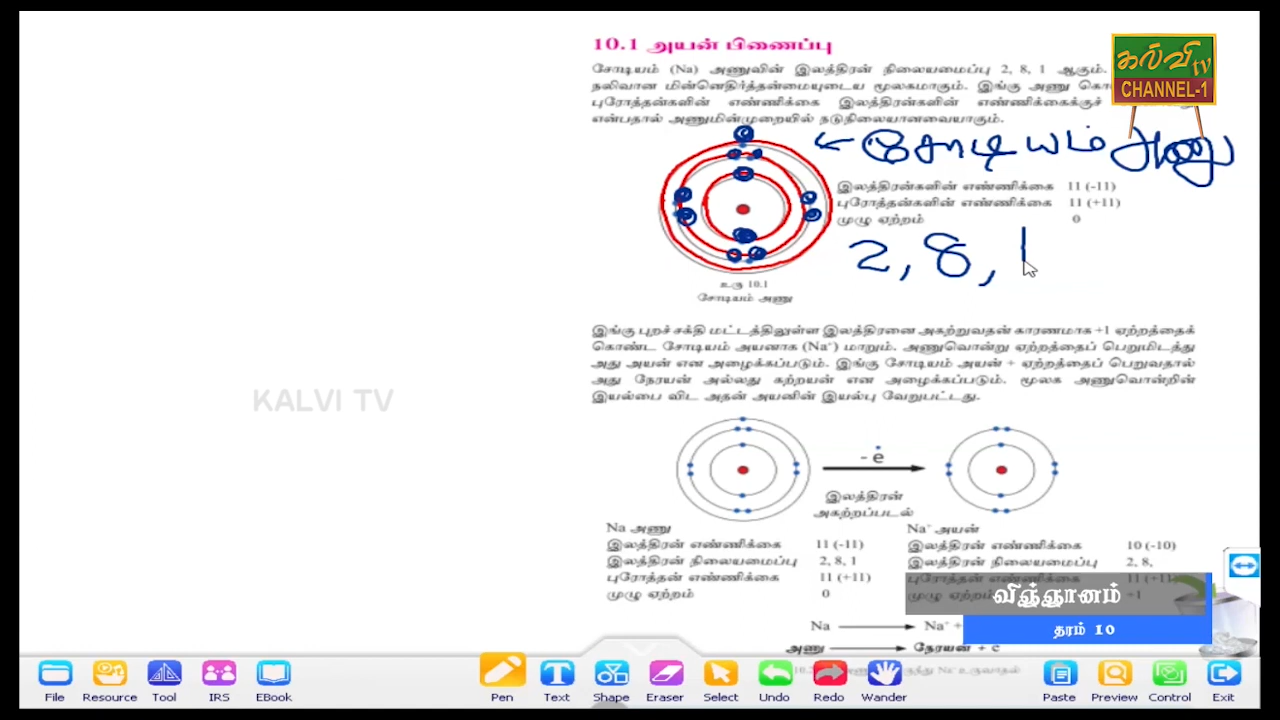 10.1 அயன் பிணைப்பு
சோடியம் (Na) அணுவின் இலத்திரன் நிலையமைப்பு 2, 8, 1 ஆகும்.
நலிவான மின்னெதிர்த்தன்மையுடைய மூலகமாகும். இங்கு அணு
புரோத்தன்களின் எண்ணிக்கை இலத்திரன்களின் எண்ணிக்கைக்குச்
என்பதால் அணுமின்முறையில் நடுநிலையானவையாகும்.
கல்வி tv
CHANNEL-1
சோடியம் அணு
இலத்திரன்களின் எண்ணிக்கை 11 (-11)
புரோத்தன்களின் எண்ணிக்கை 11 (+11)
முழு ஏற்றம் 0
2, 8, 1
உரு 10.1
சோடியம் அணு
இங்கு புறச் சக்தி மட்டத்திலுள்ள இலத்திரனை அகற்றுவதன் காரணமாக +1 ஏற்றத்தைக்
கொண்ட சோடியம் அயனாக (Na⁺) மாறும். அணுவொன்று ஏற்றத்தைப் பெறுமிடத்து
அது அயன் என அழைக்கப்படும். இங்கு சோடியம் அயன் + ஏற்றத்தைப் பெறுவதால்
அது நேரயன் அல்லது கற்றயன் என அழைக்கப்படும். மூலக அணுவொன்றின்
இயல்பை விட அதன் அயனின் இயல்பு வேறுபட்டது.
KALVI TV
- e
இலத்திரன்
அகற்றப்படல்
Na அணு
இலத்திரன் எண்ணிக்கை 11 (-11)
இலத்திரன் நிலையமைப்பு 2, 8, 1
புரோத்தன் எண்ணிக்கை 11 (+11)
முழு ஏற்றம் 0
Na⁺ அயன்
இலத்திரன் எண்ணிக்கை 10 (-10)
இலத்திரன் நிலையமைப்பு 2, 8,
புரோத்தன் எண்ணிக்கை 11 (+11)
முழு ஏற்றம் +1
விஞ்ஞானம்
தரம் 10
Na → Na⁺ +
அணு → நேரயன் + e
File Resource Tool IRS EBook Pen Text Shape Eraser Select Undo Redo Wander Paste Preview Control Exit